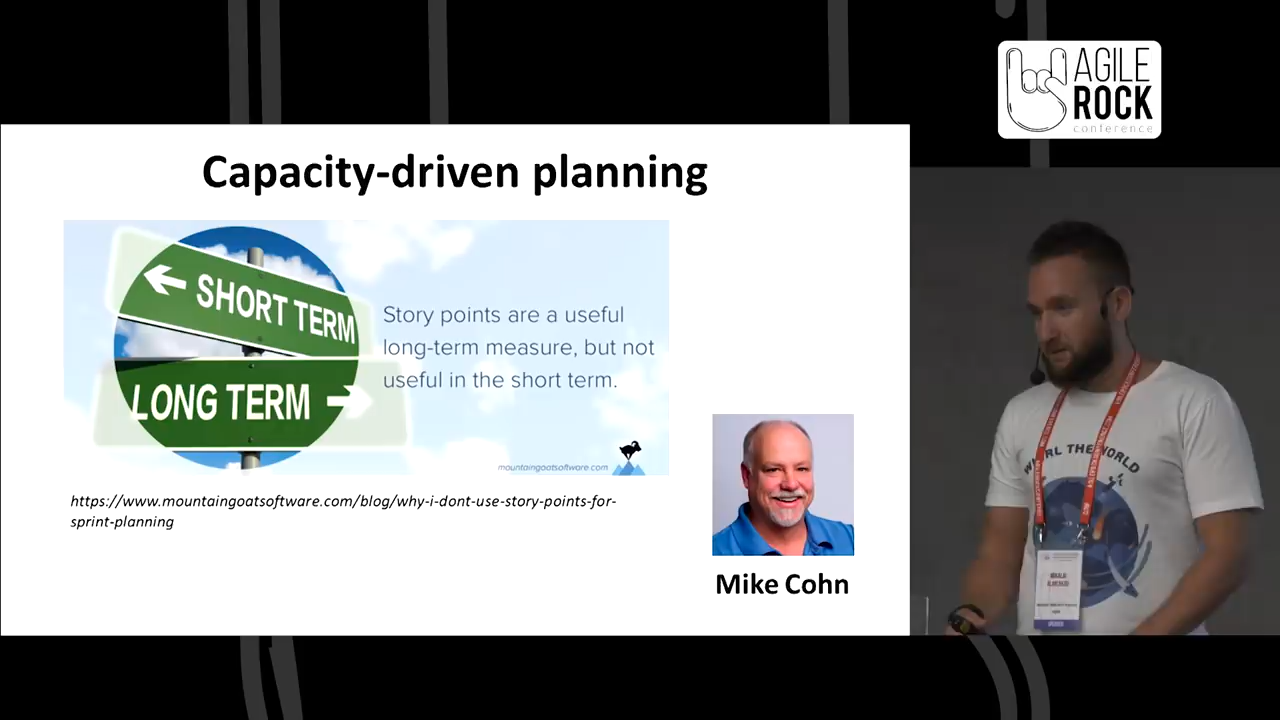 AGILE
ROCK
conference
Capacity-driven planning
SHORT TERM
LONG TERM
Story points are a useful
long-term measure, but not
useful in the short term.
mountaingoatsoftware.com
https://www.mountaingoatsoftware.com/blog/why-i-dont-use-story-points-for-
sprint-planning
Mike Cohn
THE WORLD